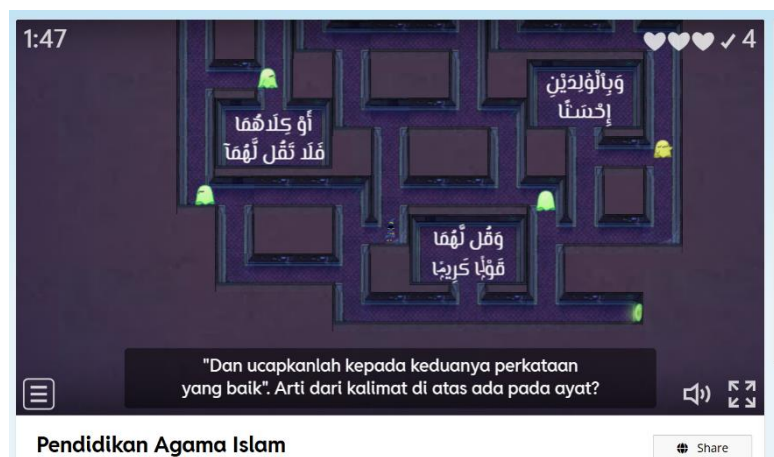 1:47
✓ 4
وَبِٱلْوَٰلِدَيْنِ
إِحْسَـٰنًا
أَوْ كِلَاهُمَا
فَلَا تَقُل لَّهُمَآ
وَقُل لَّهُمَا
قَوْلًا كَرِيمًا
"Dan ucapkanlah kepada keduanya perkataan
yang baik". Arti dari kalimat di atas ada pada ayat?
Pendidikan Agama Islam
Share